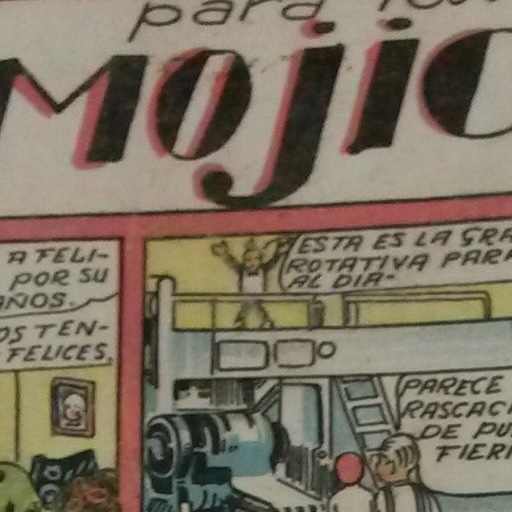 para
MOJIC
A FELI-
POR SU
AÑOS.
OS TEN-
FELICES.
ESTA ES LA GRA
ROTATIVA PARA
AL DIA-
PARECE
RASCAC
DE PU
FIER